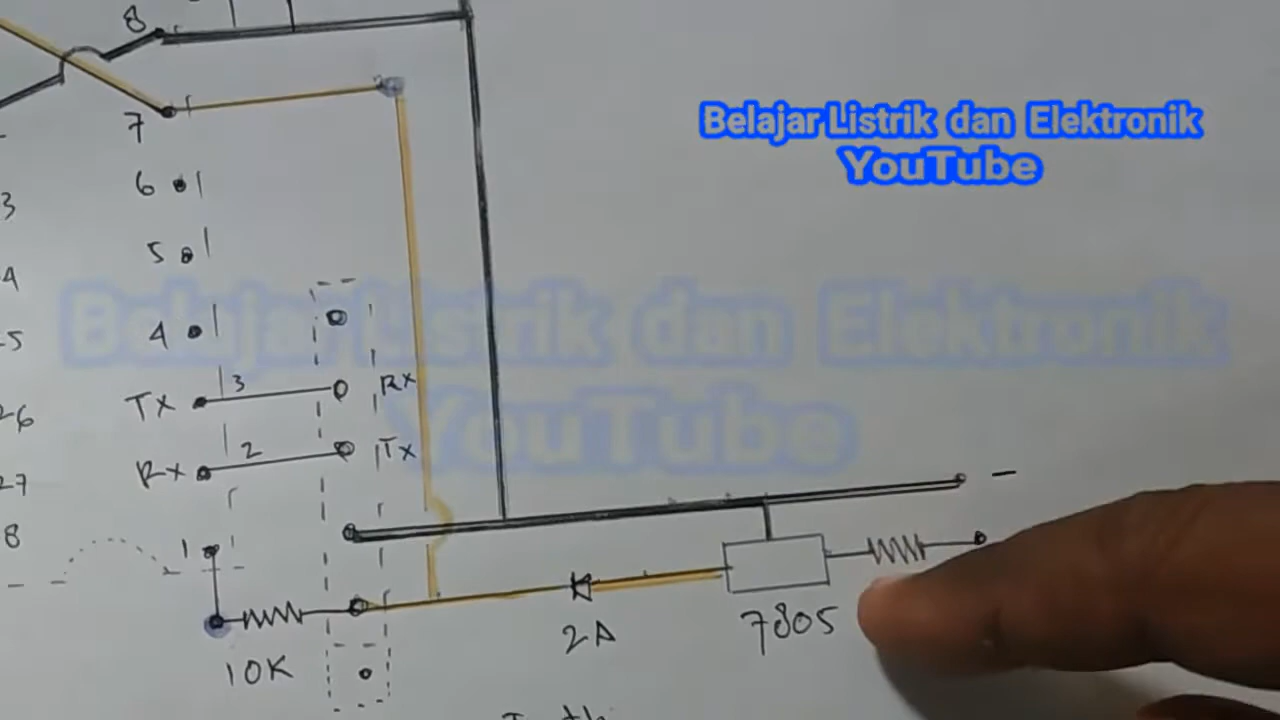 8
7
Belajar Listrik dan Elektronik
YouTube
6
3
5
4
Belajar Listrik dan Elektronik
YouTube
4
5
TX 3 RX
26
RX 2 TX
27
8
1
-
10K
2A
7805